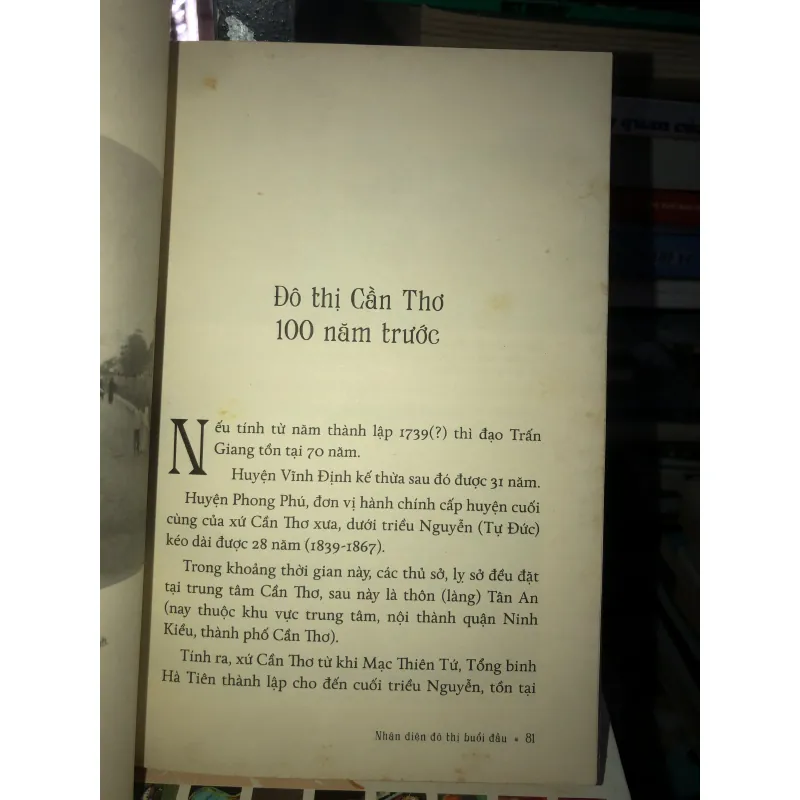 Đô thị Cần Thơ
100 năm trước
Nếu tính từ năm thành lập 1739(?) thì đạo Trấn
Giang tồn tại 70 năm.
Huyện Vĩnh Định kế thừa sau đó được 31 năm.
Huyện Phong Phú, đơn vị hành chính cấp huyện cuối
cùng của xứ Cần Thơ xưa, dưới triều Nguyễn (Tự Đức)
kéo dài được 28 năm (1839-1867).
Trong khoảng thời gian này, các thủ sở, lỵ sở đều đặt
tại trung tâm Cần Thơ, sau này là thôn (làng) Tân An
(nay thuộc khu vực trung tâm, nội thành quận Ninh
Kiều, thành phố Cần Thơ).
Tính ra, xứ Cần Thơ từ khi Mạc Thiên Tứ, Tổng binh
Hà Tiên thành lập cho đến cuối triều Nguyễn, tồn tại
Nhận diện đô thị buổi đầu • 81
quan của